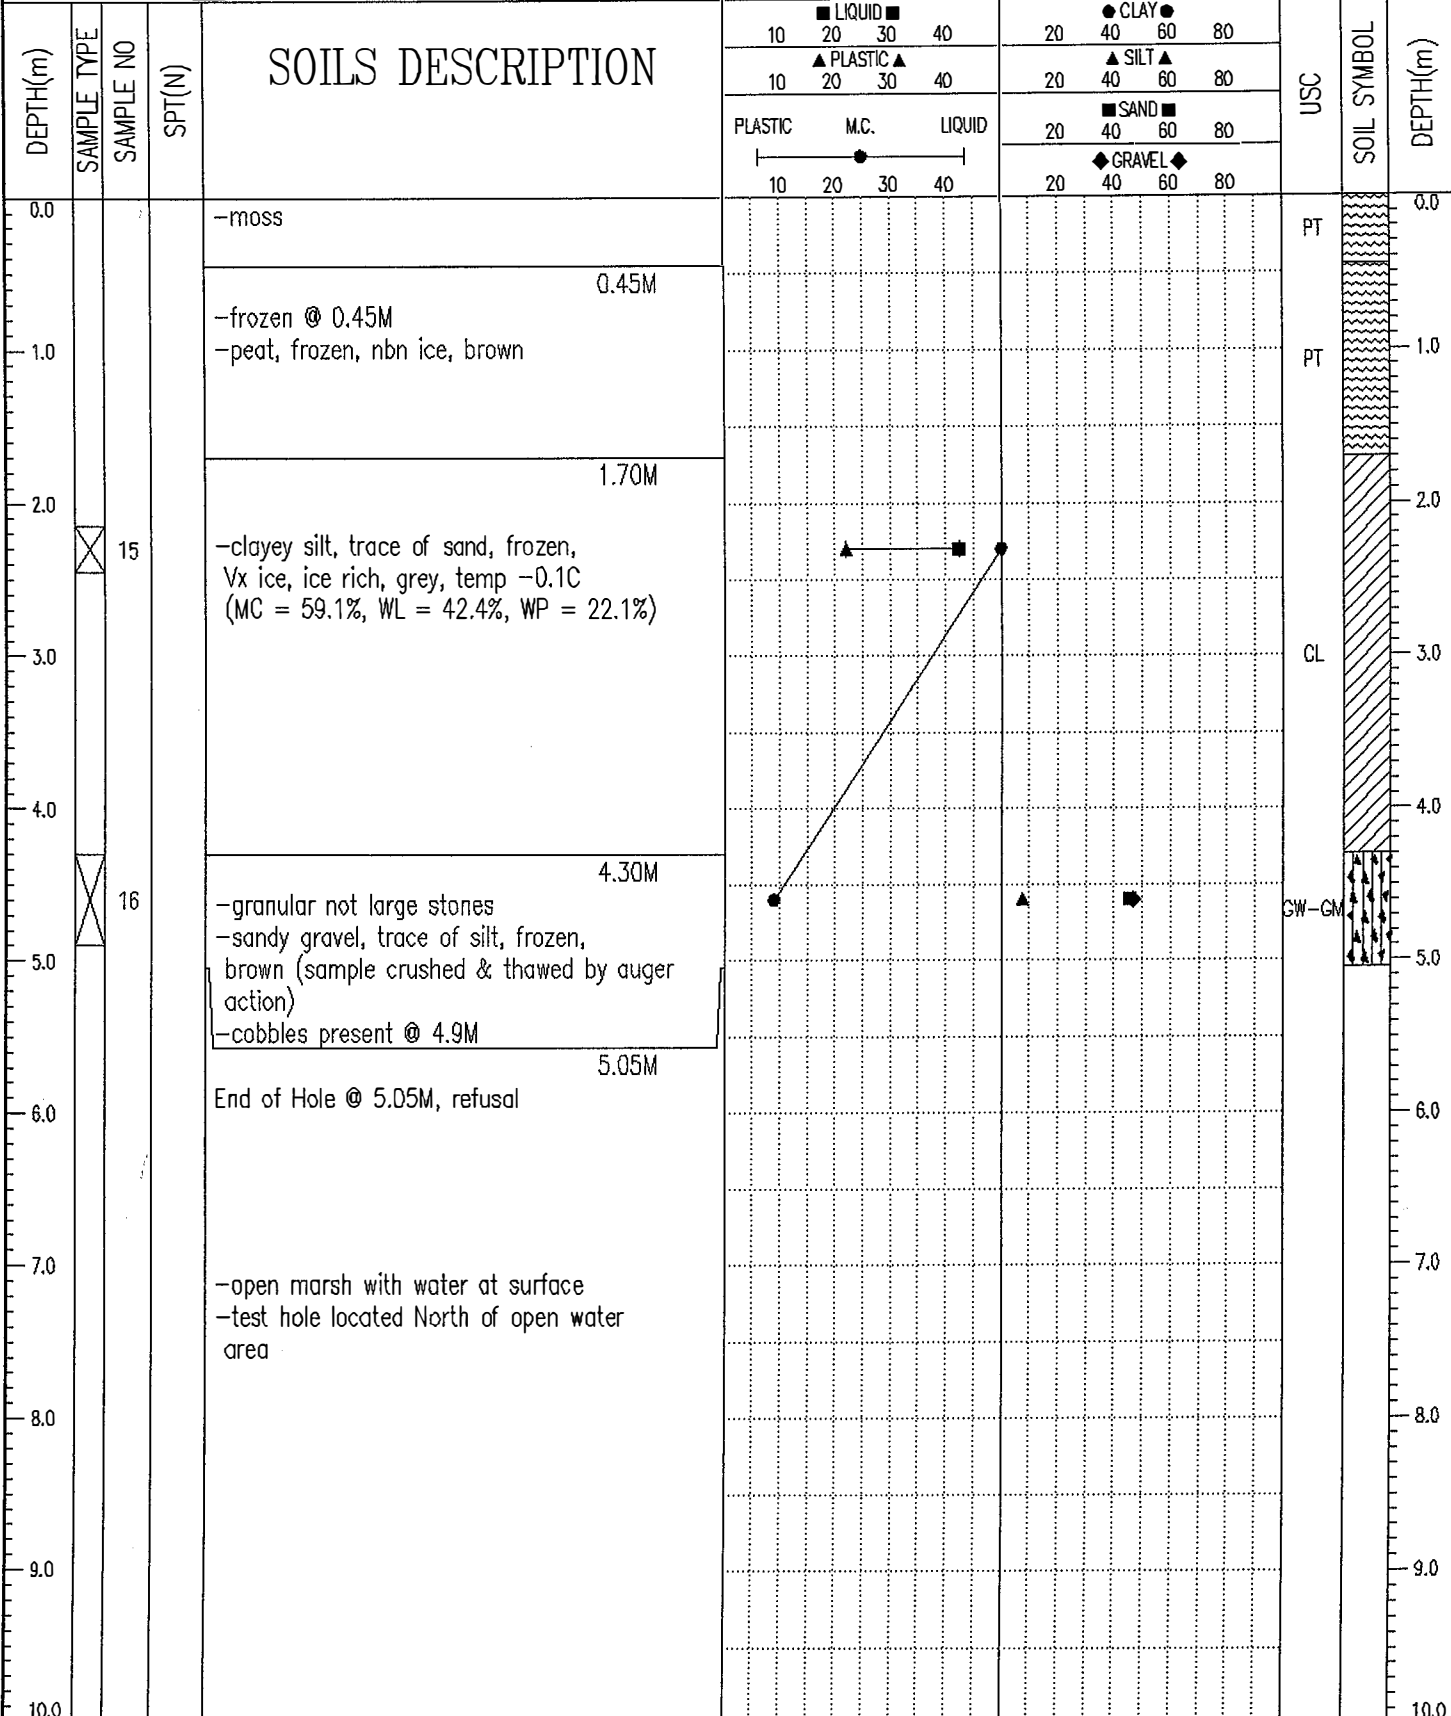 DEPTH(m)
SAMPLE TYPE
SAMPLE NO
SPT(N)
SOILS DESCRIPTION
■ LIQUID ■
10 20 30 40
▲ PLASTIC ▲
10 20 30 40
PLASTIC M.C. LIQUID
10 20 30 40
● CLAY ●
20 40 60 80
▲ SILT ▲
20 40 60 80
■ SAND ■
20 40 60 80
◆ GRAVEL ◆
20 40 60 80
USC
SOIL SYMBOL
DEPTH(m)
0.0
-moss
PT
0.0
0.45M
-frozen @ 0.45M
1.0
-peat, frozen, nbn ice, brown
PT
1.0
1.70M
2.0
2.0
15
-clayey silt, trace of sand, frozen,
Vx ice, ice rich, grey, temp -0.1C
(MC = 59.1%, WL = 42.4%, WP = 22.1%)
3.0
CL
3.0
4.0
4.0
4.30M
16
-granular not large stones
GW-GM
-sandy gravel, trace of silt, frozen,
5.0
brown (sample crushed & thawed by auger
5.0
action)
-cobbles present @ 4.9M
5.05M
End of Hole @ 5.05M, refusal
6.0
6.0
7.0
7.0
-open marsh with water at surface
-test hole located North of open water
area
8.0
8.0
9.0
9.0
10.0
10.0